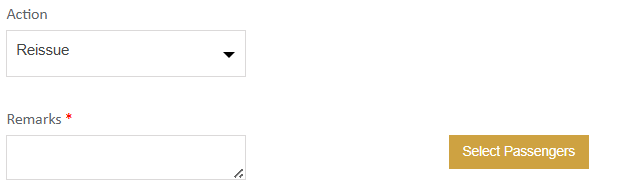 Action
Reissue
Remarks *
Select Passengers